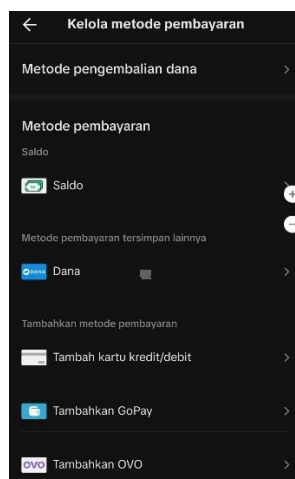 Kelola metode pembayaran
Metode pengembalian dana
Metode pembayaran
Saldo
Saldo
Metode pembayaran tersimpan lainnya
DANA Dana
Tambahkan metode pembayaran
Tambah kartu kredit/debit
Tambahkan GoPay
OVO Tambahkan OVO